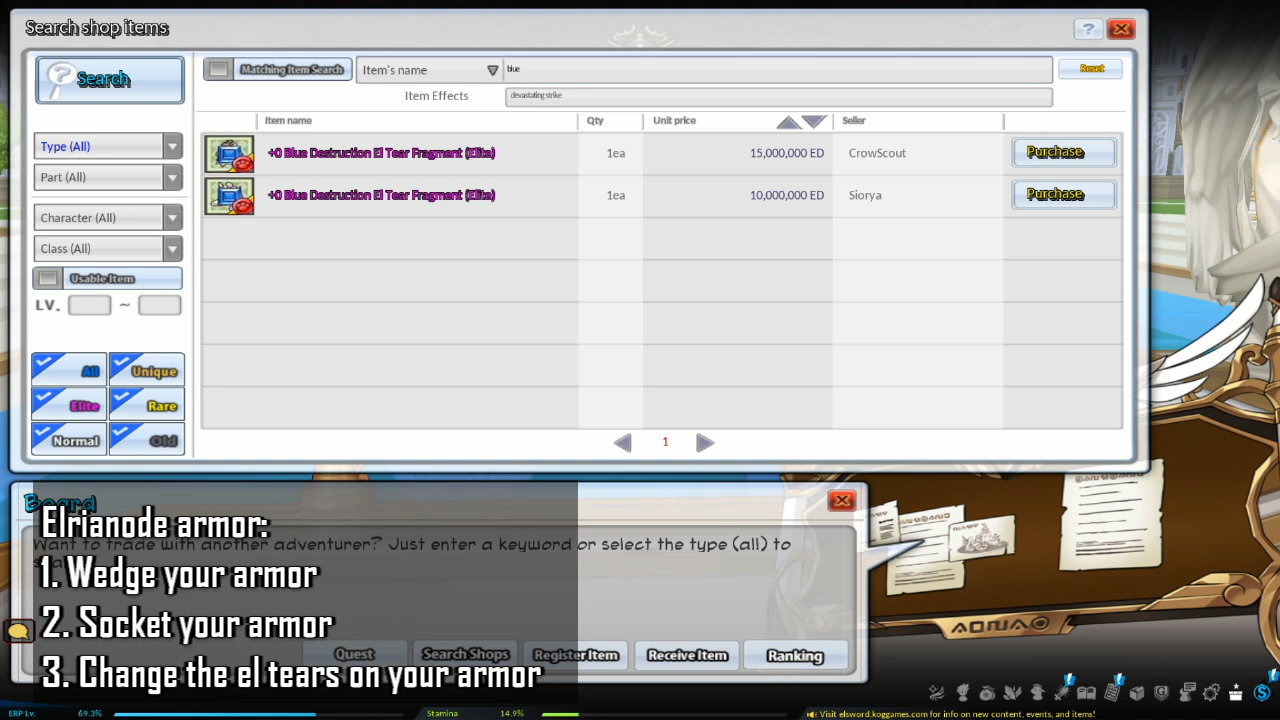 Search shop items
Search
Matching Item Search
Item's name
blue
Reset
Item Effects
devastating strike
Item name
Qty
Unit price
Seller
Type (All)
Part (All)
Character (All)
Class (All)
Usable Item
LV. ~
All
Unique
Elite
Rare
Normal
Old
+0 Blue Destruction El Tear Fragment (Elite)
1ea
15,000,000 ED
CrowScout
Purchase
+0 Blue Destruction El Tear Fragment (Elite)
1ea
10,000,000 ED
Siorya
Purchase
1
Board
Want to trade with another adventurer? Just enter a keyword or select the type (all) to
Elrianode armor:
1. Wedge your armor
2. Socket your armor
3. Change the el tears on your armor
Quest
Search Shops
Register Item
Receive Item
Ranking
ERP Lv. 69.3%
Stamina 14.9%
Visit elsword.koggames.com for info on new content, events, and items!